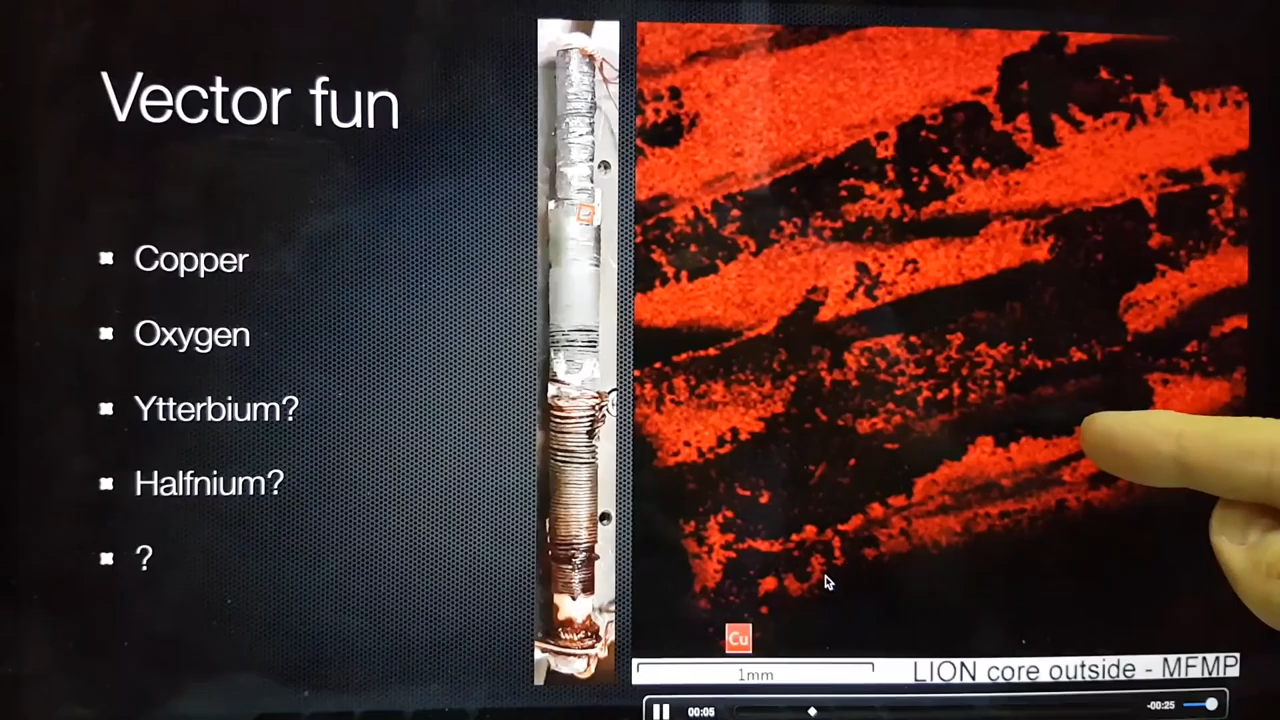 Vector fun
Copper
Oxygen
Ytterbium?
Halfnium?
?
Cu
1mm
LION core outside - MFMP
00:05
-00:25